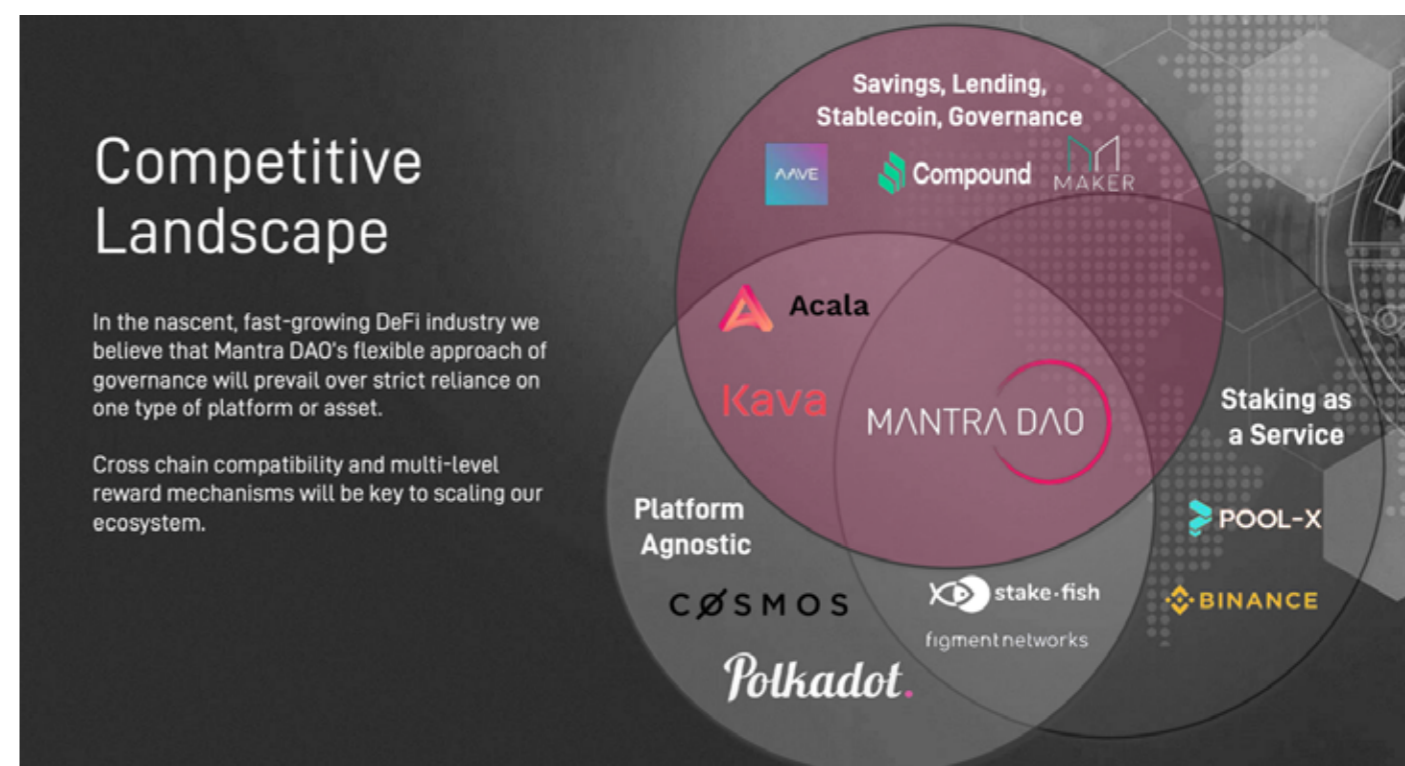 Competitive
Landscape
In the nascent, fast-growing DeFi industry we
believe that Mantra DAO's flexible approach of
governance will prevail over strict reliance on
one type of platform or asset.
Cross chain compatibility and multi-level
reward mechanisms will be key to scaling our
ecosystem.
Savings, Lending,
Stablecoin, Governance
AAVE
Compound
MAKER
Acala
Kava
MANTRA DAO
Staking as
a Service
POOL-X
BINANCE
Platform
Agnostic
COSMOS
Polkadot.
stake·fish
figment networks